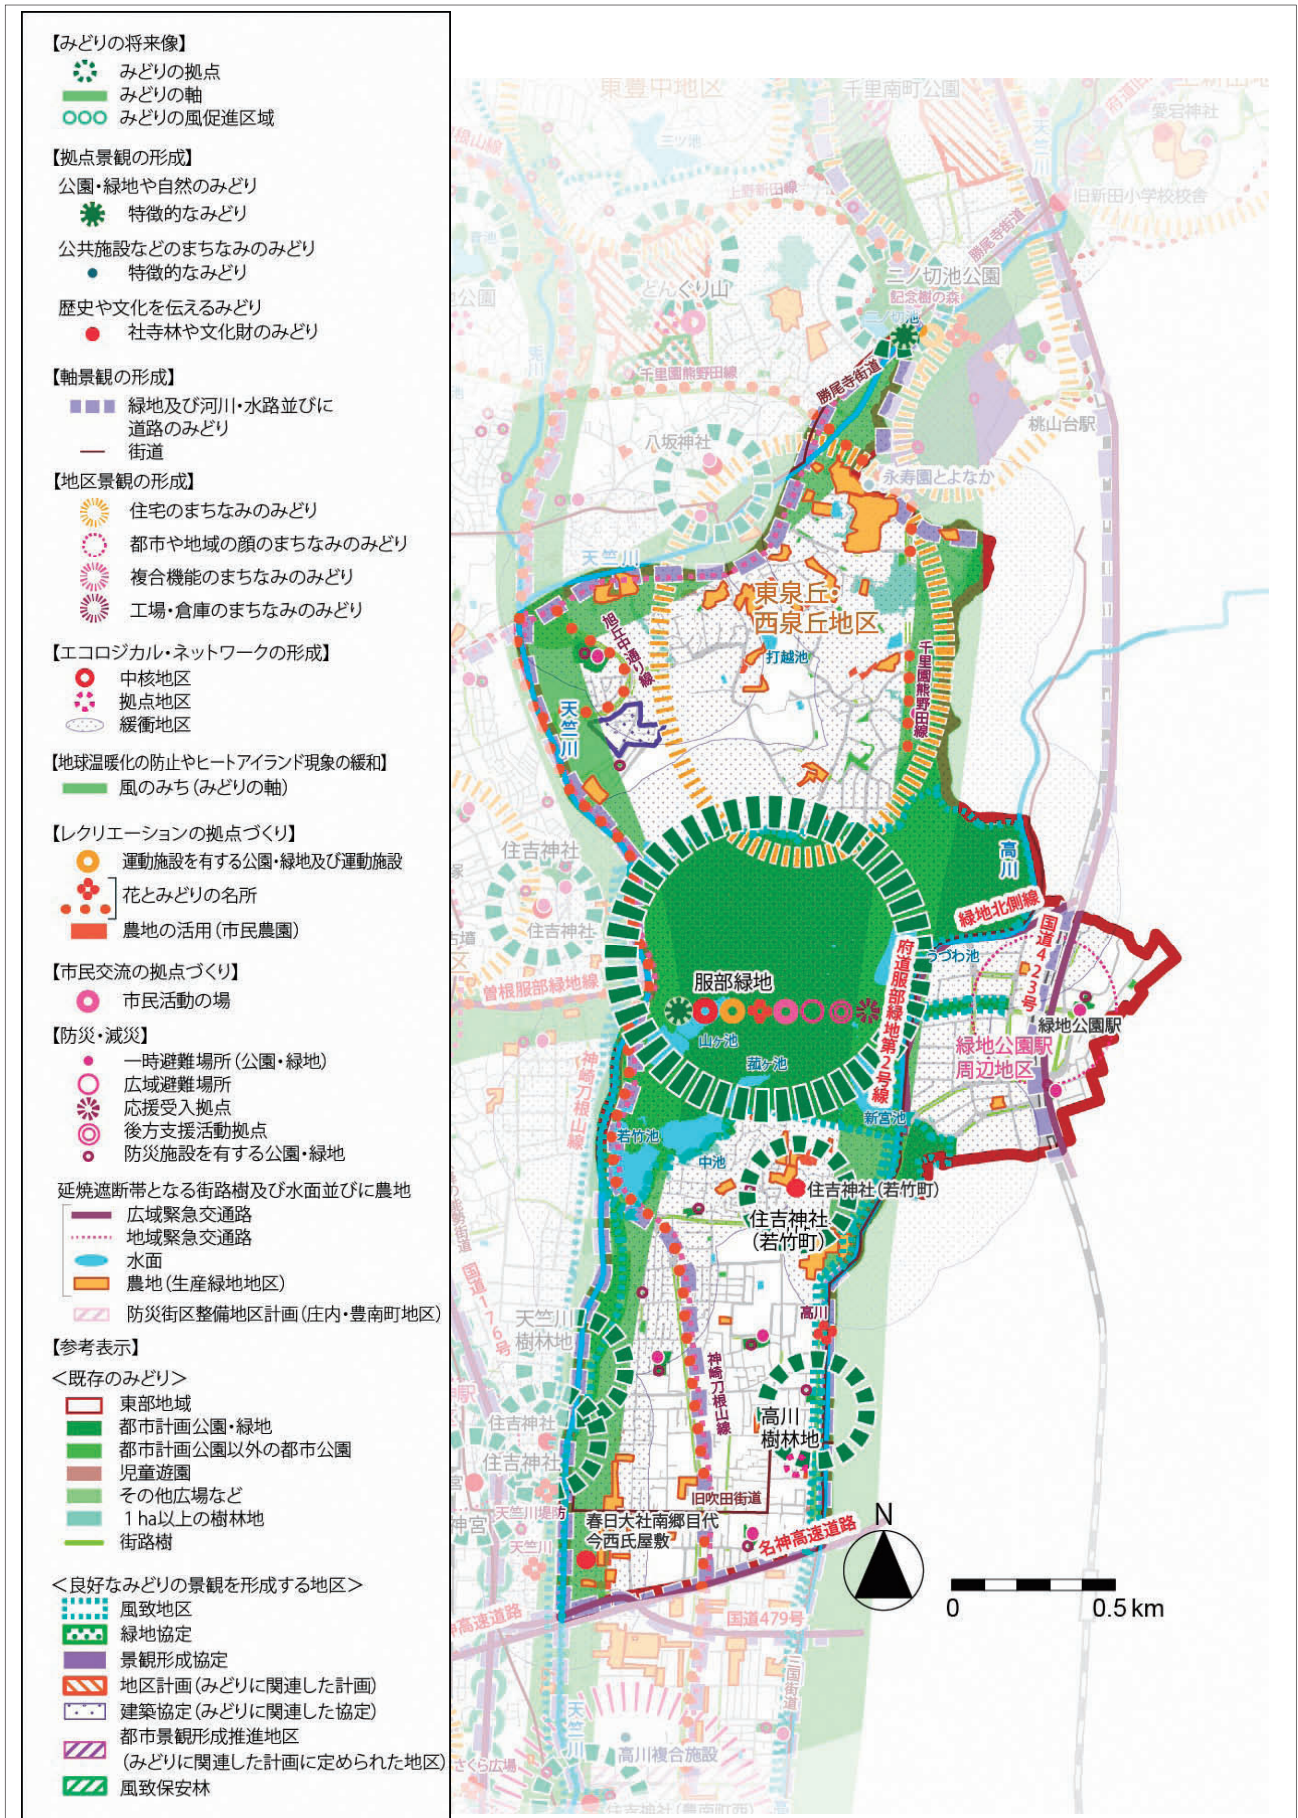 【みどりの将来像】
みどりの拠点
みどりの軸
みどりの風促進区域
【拠点景観の形成】
公園・緑地や自然のみどり
特徴的なみどり
公共施設などのまちなみのみどり
特徴的なみどり
歴史や文化を伝えるみどり
社寺林や文化財のみどり
【軸景観の形成】
緑地及び河川・水路並びに
道路のみどり
街道
【地区景観の形成】
住宅のまちなみのみどり
都市や地域の顔のまちなみのみどり
複合機能のまちなみのみどり
工場・倉庫のまちなみのみどり
【エコロジカル・ネットワークの形成】
中核地区
拠点地区
緩衝地区
【地球温暖化の防止やヒートアイランド現象の緩和】
風のみち(みどりの軸)
【レクリエーションの拠点づくり】
運動施設を有する公園・緑地及び運動施設
花とみどりの名所
農地の活用(市民農園)
【市民交流の拠点づくり】
市民活動の場
【防災・減災】
一時避難場所(公園・緑地)
広域避難場所
応援受入拠点
後方支援活動拠点
防災施設を有する公園・緑地
延焼遮断帯となる街路樹及び水面並びに農地
広域緊急交通路
地域緊急交通路
水面
農地(生産緑地地区)
防災街区整備地区計画(庄内・豊南町地区)
【参考表示】
<既存のみどり>
東部地域
都市計画公園・緑地
都市計画公園以外の都市公園
児童遊園
その他広場など
1ha以上の樹林地
街路樹
<良好なみどりの景観を形成する地区>
風致地区
緑地協定
景観形成協定
地区計画(みどりに関連した計画)
建築協定(みどりに関連した協定)
都市景観形成推進地区
(みどりに関連した計画に定められた地区)
風致保安林
東豊中地区
千里南町公園
愛宕神社
天竺川
二ツ池
上野新田線
旧新田小学校校舎
勝尾寺街道
どんぐり山
二ノ切池公園
記念樹の森
二ノ切池
兎川
千里園熊野田線
勝尾寺街道
桃山台駅
八坂神社
永寿園とよなか
天竺川
東泉丘・
西泉丘地区
旭丘中通り線
打越池
千里園熊野田線
天竺川
住吉神社
住吉神社
高川
緑地北側線
国道423号
うづわ池
府道服部緑地第2号線
曽根服部緑地線
服部緑地
山ヶ池
菰ヶ池
緑地公園駅
緑地公園駅
周辺地区
神崎刀根山線
若竹池
中池
新宮池
住吉神社(若竹町)
住吉神社
(若竹町)
国道176号
天竺川
樹林地
高川
神崎刀根山線
高川
樹林地
住吉神社
住吉神社
天竺川堤防
天竺川
旧吹田街道
春日大社南郷目代
今西氏屋敷
名神高速道路
国道479号
三国街道
天竺川
高川複合施設
さくら広場
住吉神社(豊南町西)
N
0
0.5 km